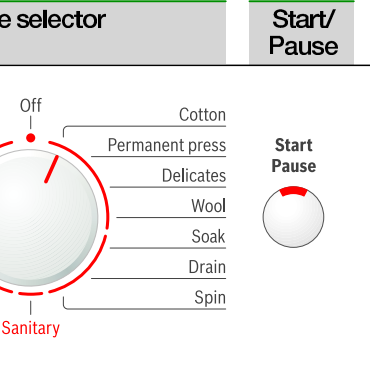 e selector
Start/
Pause
Off
Cotton
Permanent press
Delicates
Wool
Soak
Drain
Spin
Sanitary
Start
Pause